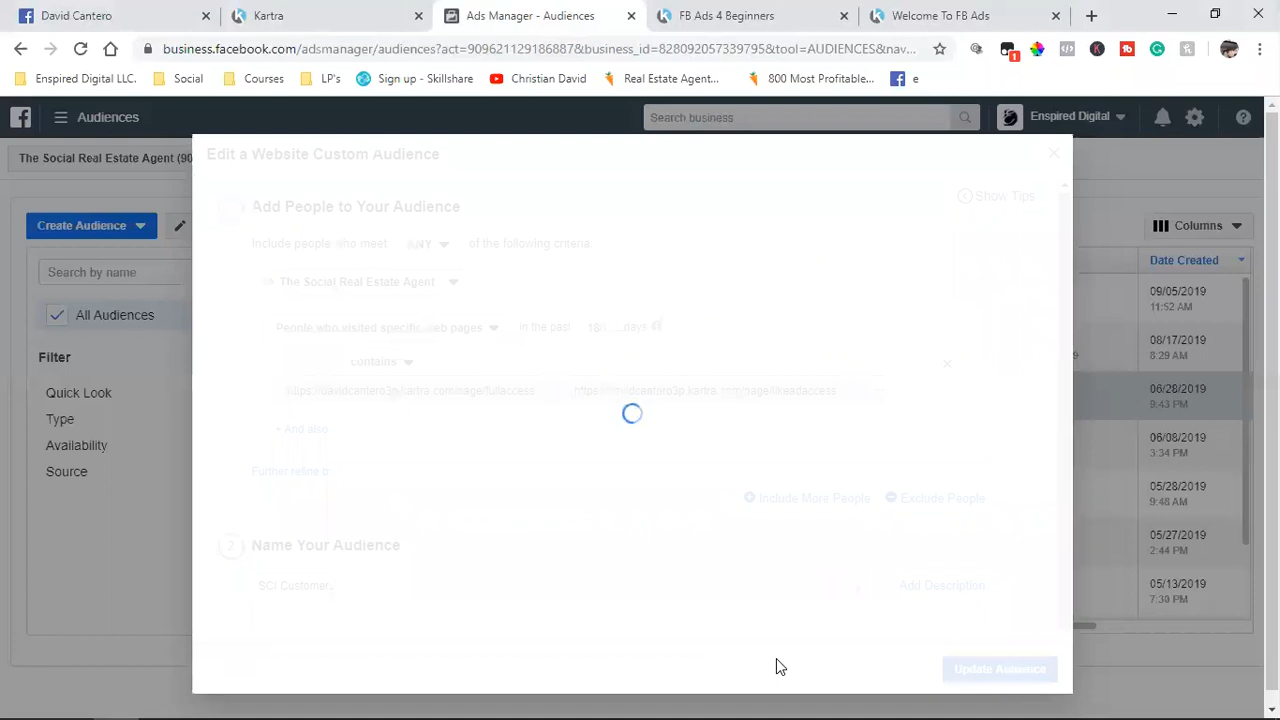 David Cantero
Kartra
Ads Manager - Audiences
FB Ads 4 Beginners
Welcome To FB Ads
business.facebook.com/adsmanager/audiences?act=909621129186887&business_id=828092057339795&tool=AUDIENCES&nav...
1
Enspired Digital LLC.
Social
Courses
LP's
Sign up - Skillshare
Christian David
Real Estate Agent...
800 Most Profitable...
e
Audiences
Search business
Enspired Digital
The Social Real Estate Agent (90
Edit a Website Custom Audience
Add People to Your Audience
Show Tips
Create Audience
Columns
Include people who meet ANY of the following criteria:
Search by name
Date Created
The Social Real Estate Agent
All Audiences
09/05/2019
11:52 AM
People who visited specific web pages in the past 180 days
Filter
08/17/2019
8:29 AM
contains
Quick Look
https://davidcantero3p.kartra.com/page/fullaccess
https://davidcantero3p.kartra.com/page/
06/28/2019
9:43 PM
Type
+ And also
Availability
06/08/2019
3:34 PM
Source
Further refine
05/28/2019
9:48 AM
Include More People
Exclude People
2 Name Your Audience
05/27/2019
2:44 PM
SCI Customers
Add Description
05/13/2019
7:30 PM
Update Audience